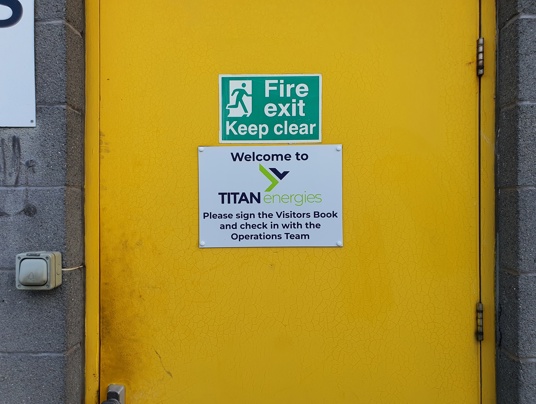 S
Fire
exit
Keep clear
Welcome to
TITAN energies
Please sign the Visitors Book
and check in with the
Operations Team